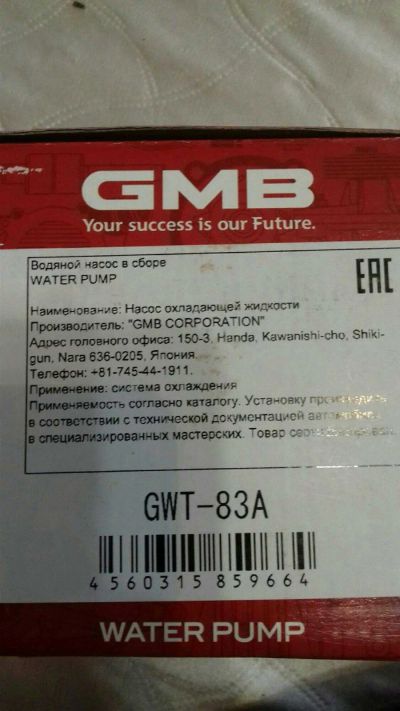 GMB
Your success is our Future.
Водяной насос в сборе
WATER PUMP
EAC
Наименование: Насос охлаждающей жидкости
Производитель: "GMB CORPORATION"
Адрес головного офиса: 150-3, Handa, Kawanishi-cho, Shiki-
gun, Nara 636-0205, Япония.
Телефон: +81-745-44-1911.
Применение: система охлаждения
Применяемость согласно каталогу. Установку производить
в соответствии с технической документацией автомобиля
в специализированных мастерских. Товар
GWT-83A
4560315859664
WATER PUMP